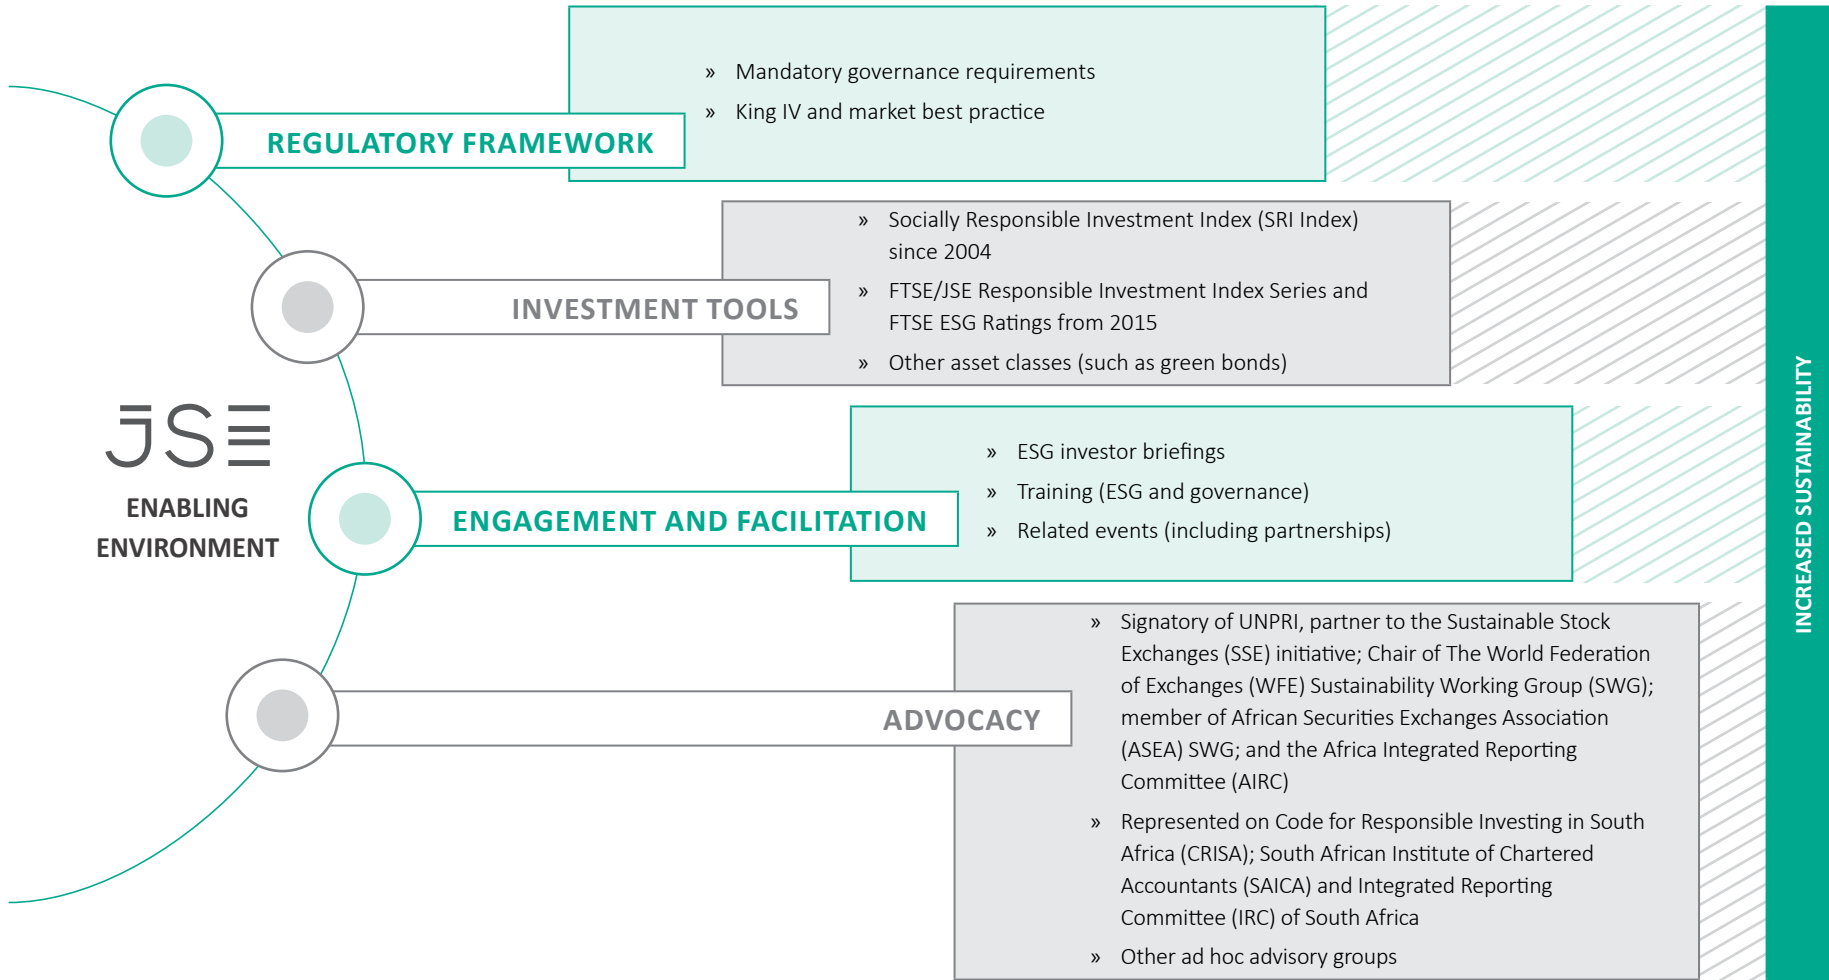 » Mandatory governance requirements
» King IV and market best practice
REGULATORY FRAMEWORK
» Socially Responsible Investment Index (SRI Index)
since 2004
» FTSE/JSE Responsible Investment Index Series and
FTSE ESG Ratings from 2015
» Other asset classes (such as green bonds)
INVESTMENT TOOLS
JSE
ENABLING
ENVIRONMENT
» ESG investor briefings
» Training (ESG and governance)
» Related events (including partnerships)
ENGAGEMENT AND FACILITATION
» Signatory of UNPRI, partner to the Sustainable Stock
Exchanges (SSE) initiative; Chair of The World Federation
of Exchanges (WFE) Sustainability Working Group (SWG);
member of African Securities Exchanges Association
(ASEA) SWG; and the Africa Integrated Reporting
Committee (AIRC)
» Represented on Code for Responsible Investing in South
Africa (CRISA); South African Institute of Chartered
Accountants (SAICA) and Integrated Reporting
Committee (IRC) of South Africa
» Other ad hoc advisory groups
ADVOCACY
INCREASED SUSTAINABILITY